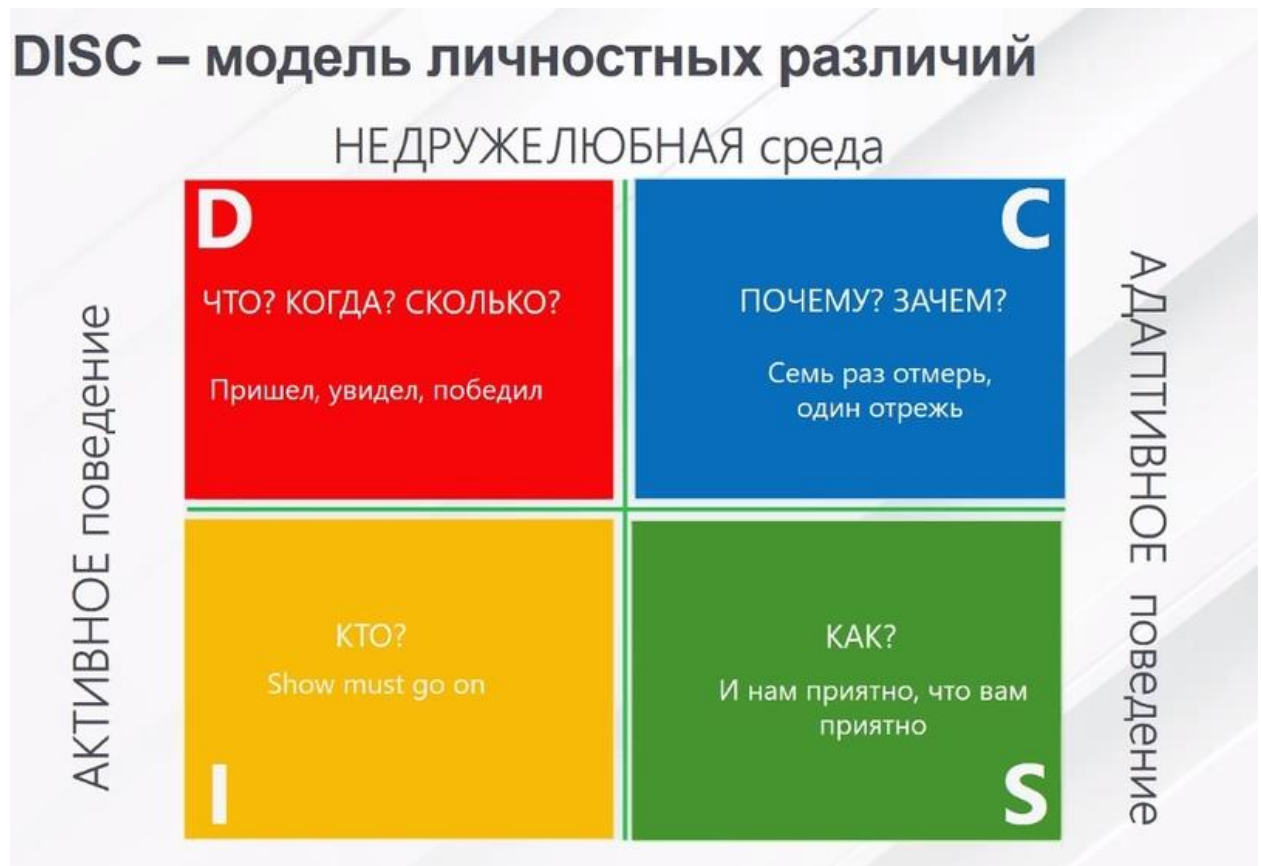 DISC – модель личностных различий
НЕДРУЖЕЛЮБНАЯ среда
АКТИВНОЕ поведение
D
ЧТО? КОГДА? СКОЛЬКО?
Пришел, увидел, победил
C
ПОЧЕМУ? ЗАЧЕМ?
Семь раз отмерь,
один отрежь
КТО?
Show must go on
I
КАК?
И нам приятно, что вам
приятно
S
АДАПТИВНОЕ поведение